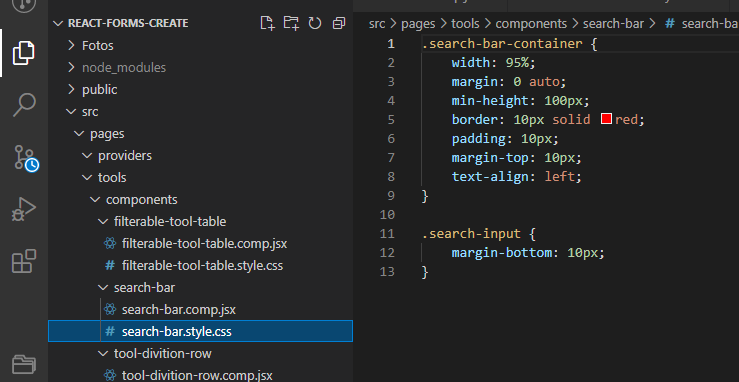 REACT-FORMS-CREATE
Fotos
node_modules
public
src
pages
providers
tools
components
filterable-tool-table
filterable-tool-table.comp.jsx
# filterable-tool-table.style.css
search-bar
search-bar.comp.jsx
# search-bar.style.css
tool-divition-row
tool-divition-row.comp.jsx
src > pages > tools > components > search-bar > # search-ba
1 .search-bar-container {
2 width: 95%;
3 margin: 0 auto;
4 min-height: 100px;
5 border: 10px solid red;
6 padding: 10px;
7 margin-top: 10px;
8 text-align: left;
9 }
10
11 .search-input {
12 margin-bottom: 10px;
13 }